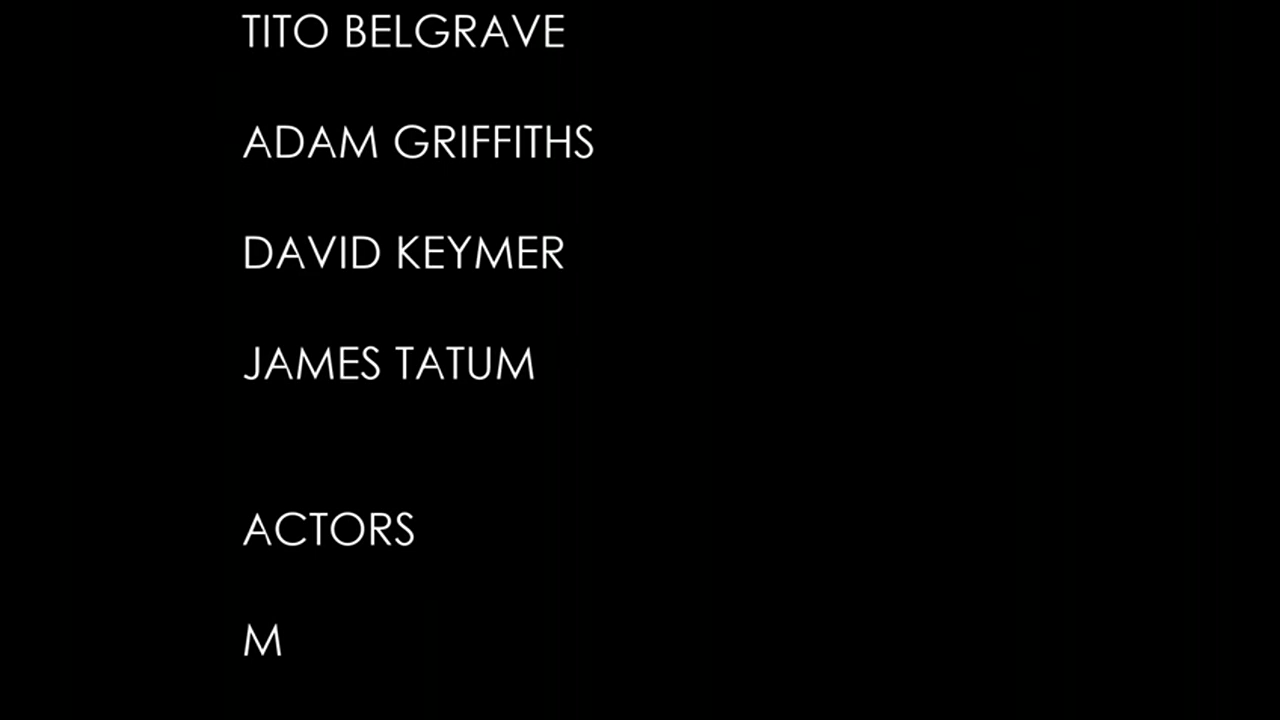 TITO BELGRAVE
ADAM GRIFFITHS
DAVID KEYMER
JAMES TATUM
ACTORS
M